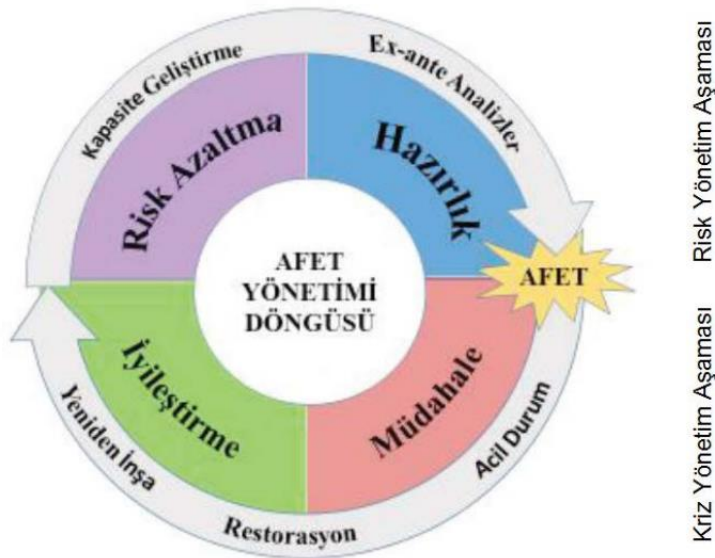 Kapasite Geliştirme
Ex-ante Analizler
Risk Azaltma
Hazırlık
AFET
YÖNETİMİ
DÖNGÜSÜ
AFET
İyileştirme
Müdahale
Yeniden İnşa
Restorasyon
Acil Durum
Risk Yönetim Aşaması
Kriz Yönetim Aşaması